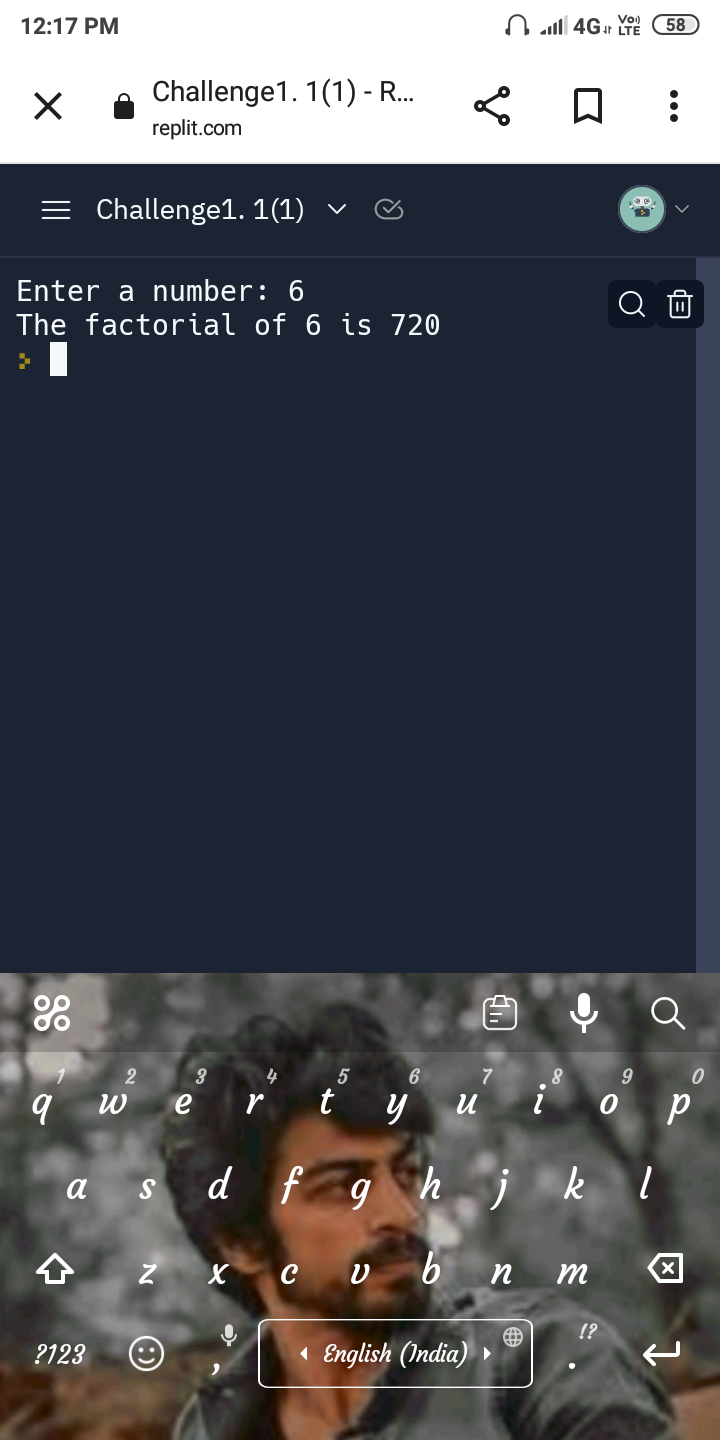 12:17 PM 4G Vo) LTE 58
Challenge1. 1(1) - R...
replit.com
Challenge1. 1(1)
Enter a number: 6
The factorial of 6 is 720
1 2 3 4 5 6 7 8 9 0
q w e r t y u i o p
a s d f g h j k l
z x c v b n m
?123 , English (India) . !?